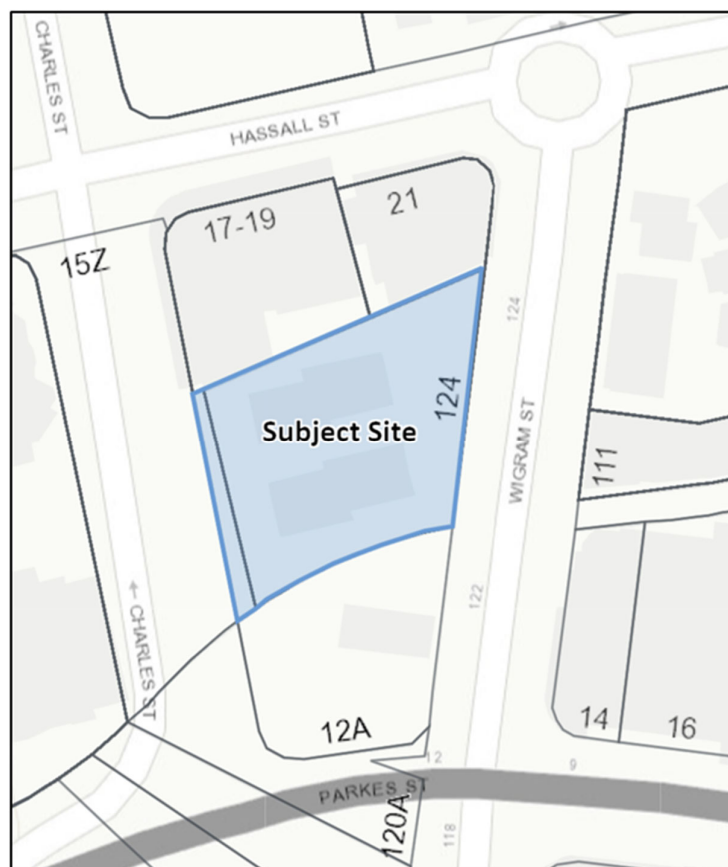 CHARLES ST
HASSALL ST
17-19
21
15Z
124
124
Subject Site
WIGRAM ST
111
122
← CHARLES ST
12A
14
16
12
9
PARKES ST
120A
118